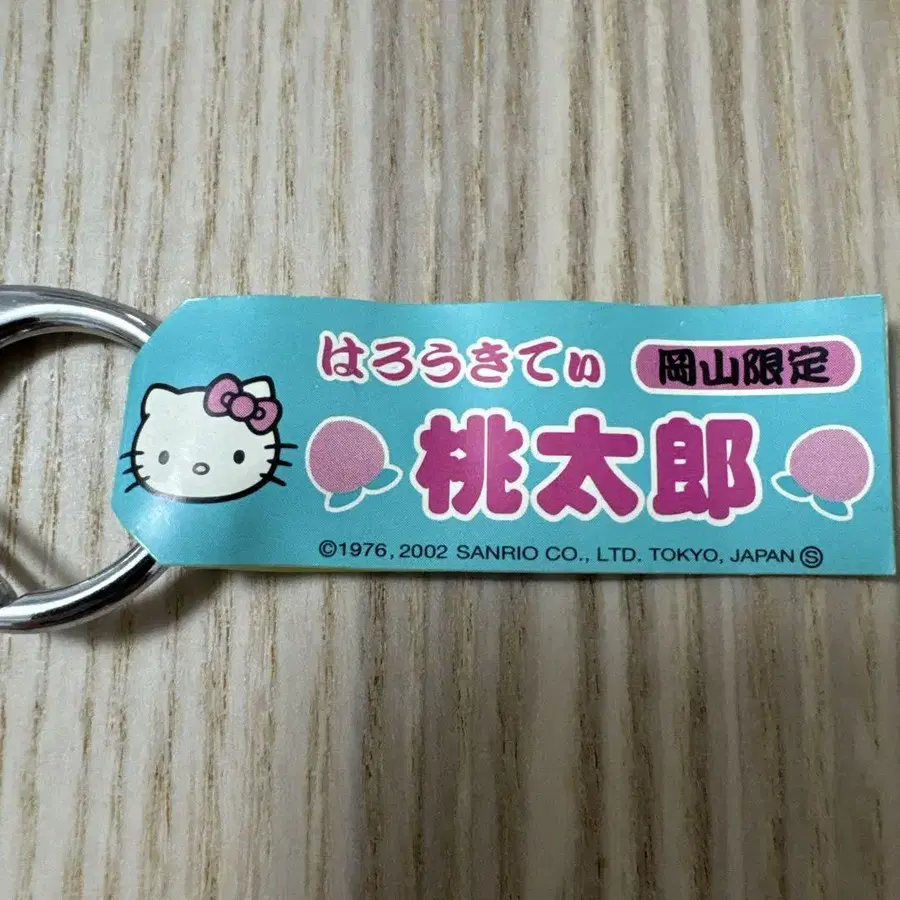 はろうきてぃ 岡山限定
桃太郎
©1976, 2002 SANRIO CO., LTD. TOKYO, JAPAN Ⓢ